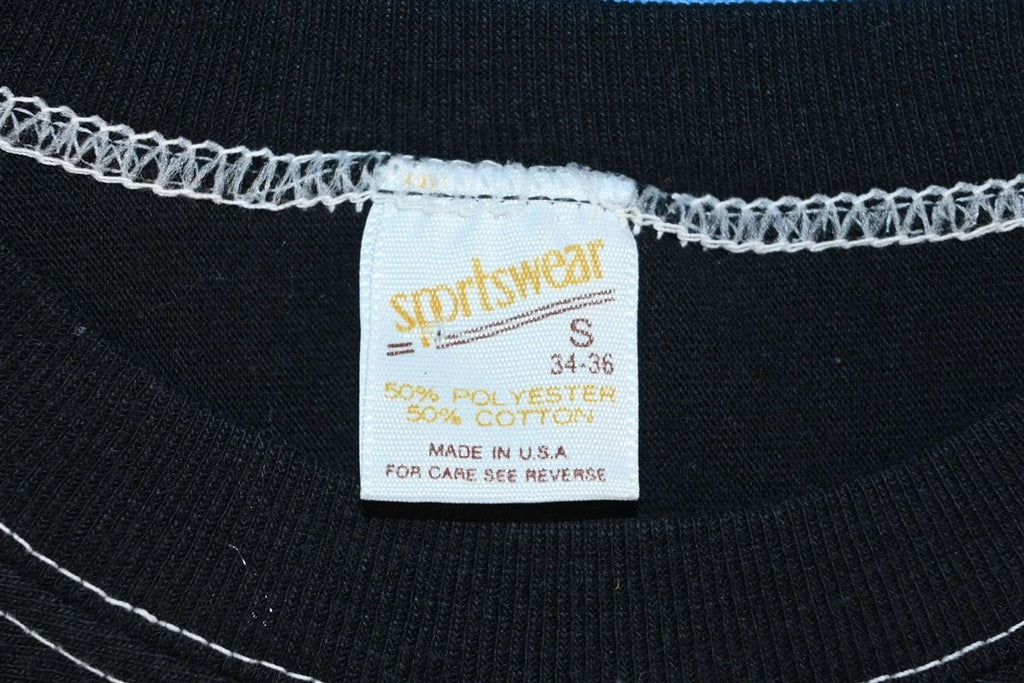 sportswear
S
34-36
50% POLYESTER
50% COTTON
MADE IN U.S.A
FOR CARE SEE REVERSE